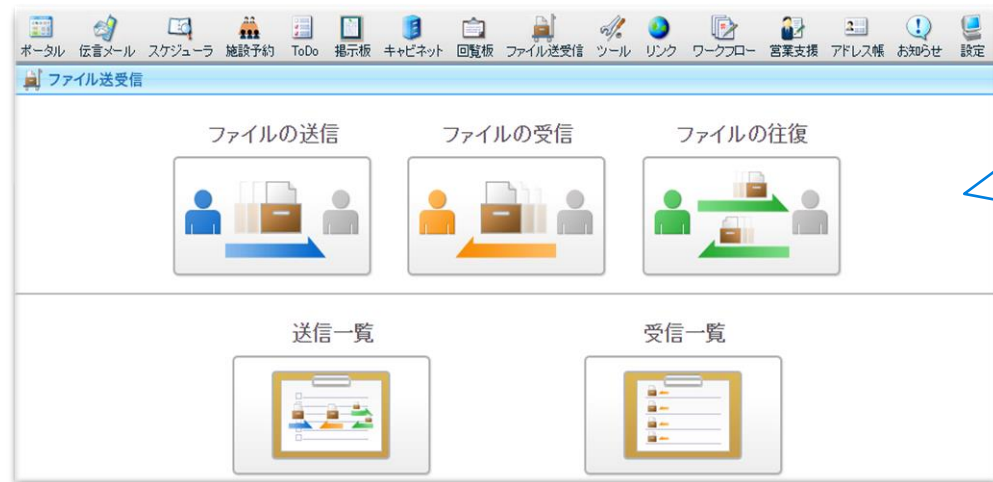 ポータル 伝言メール スケジューラ 施設予約 ToDo 掲示板 キャビネット 回覧板 ファイル送受信 ツール リンク ワークフロー 営業支援 アドレス帳 お知らせ 設定
ファイル送受信
ファイルの送信 ファイルの受信 ファイルの往復
送信一覧 受信一覧